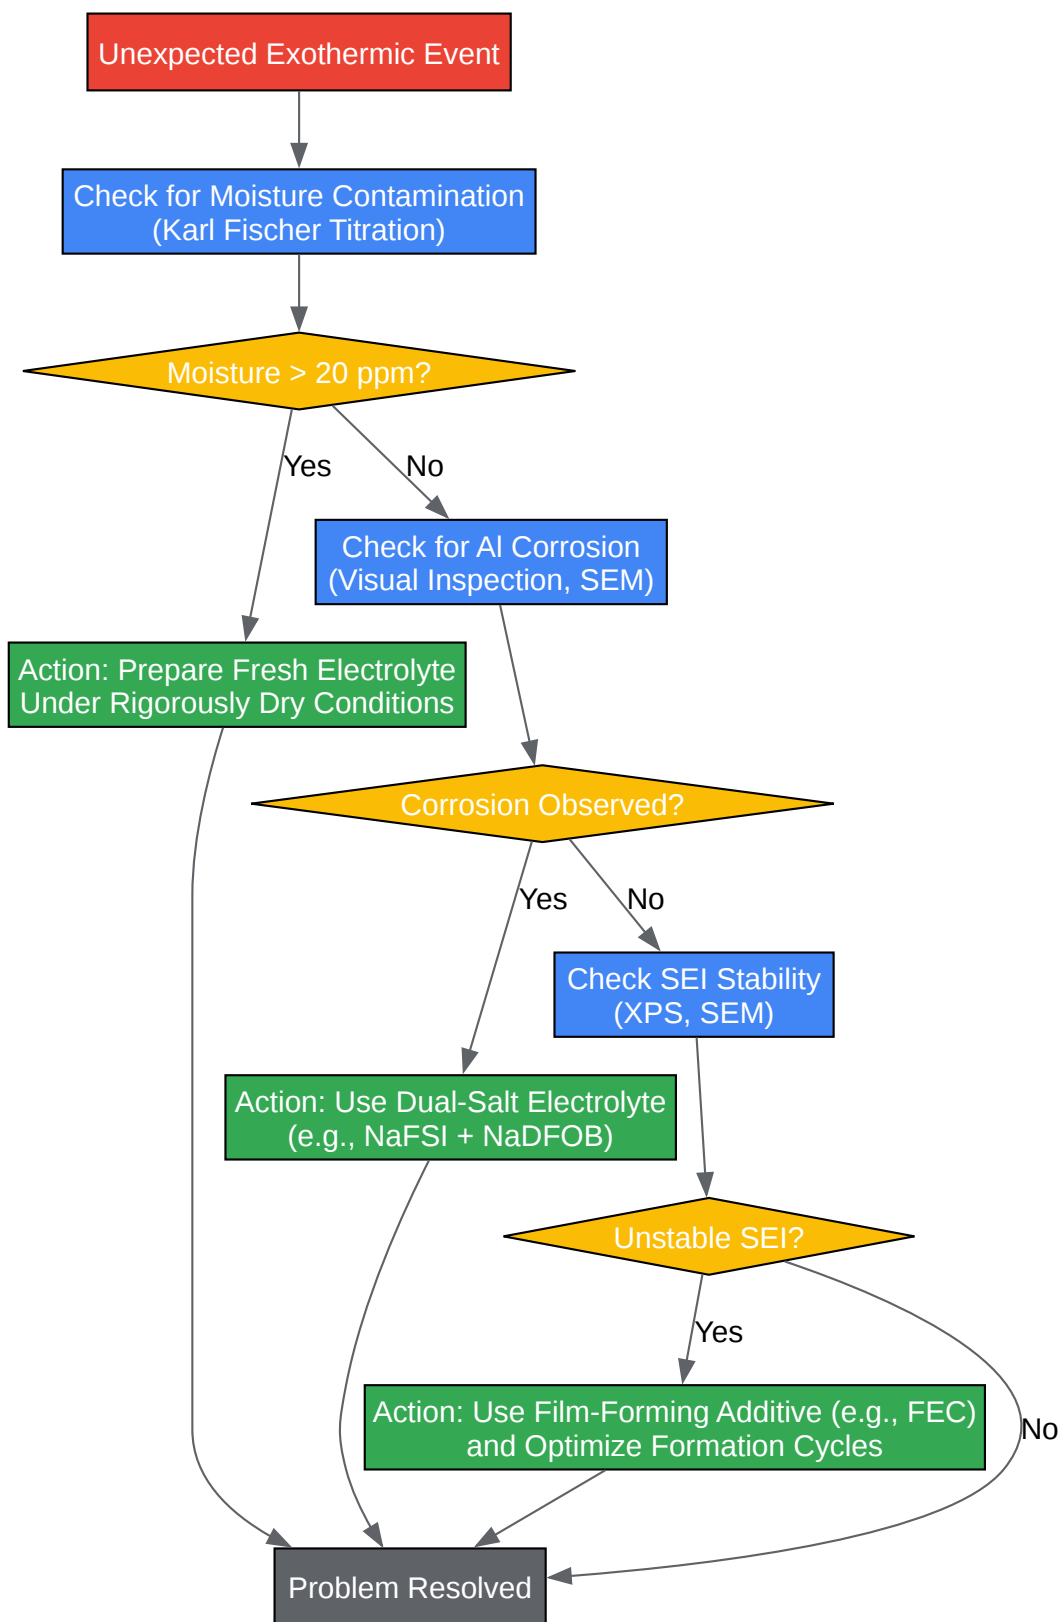 Unexpected Exothermic Event
Check for Moisture Contamination
(Karl Fischer Titration)
Moisture > 20 ppm?
Yes
No
Check for Al Corrosion
(Visual Inspection, SEM)
Action: Prepare Fresh Electrolyte
Under Rigorously Dry Conditions
Corrosion Observed?
Yes
No
Check SEI Stability
(XPS, SEM)
Action: Use Dual-Salt Electrolyte
(e.g., NaFSI + NaDFOB)
Unstable SEI?
Yes
Action: Use Film-Forming Additive (e.g., FEC)
and Optimize Formation Cycles
No
Problem Resolved